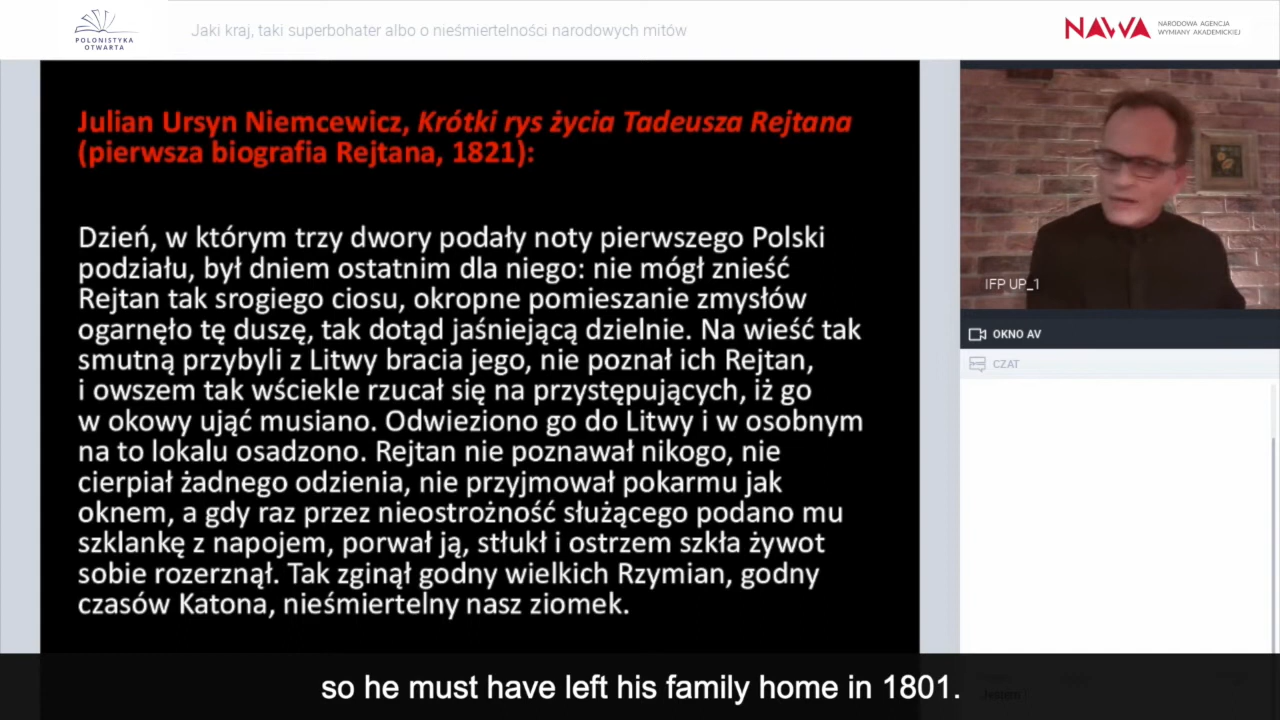 POLONISTYKA
OTWARTA
Jaki kraj, taki superbohater albo o nieśmiertelności narodowych mitów
NAWA
NARODOWA AGENCJA
WYMIANY AKADEMICKIEJ
Julian Ursyn Niemcewicz, Krótki rys życia Tadeusza Rejtana
(pierwsza biografia Rejtana, 1821):
Dzień, w którym trzy dwory podały noty pierwszego Polski
podziału, był dniem ostatnim dla niego: nie mógł znieść
Rejtan tak srogiego ciosu, okropne pomieszanie zmysłów
ogarnęło tę duszę, tak dotąd jaśniejącą dzielnie. Na wieść tak
smutną przybyli z Litwy bracia jego, nie poznał ich Rejtan,
i owszem tak wściekle rzucał się na przystępujących, iż go
w okowy ująć musiano. Odwieziono go do Litwy i w osobnym
na to lokalu osadzono. Rejtan nie poznawał nikogo, nie
cierpiał żadnego odzienia, nie przyjmował pokarmu jak
oknem, a gdy raz przez nieostrożność służącego podano mu
szklankę z napojem, porwał ją, stłukł i ostrzem szkła żywot
sobie rozerznął. Tak zginął godny wielkich Rzymian, godny
czasów Katona, nieśmiertelny nasz ziomek.
IFP UP_1
OKNO AV
CZAT
so he must have left his family home in 1801.